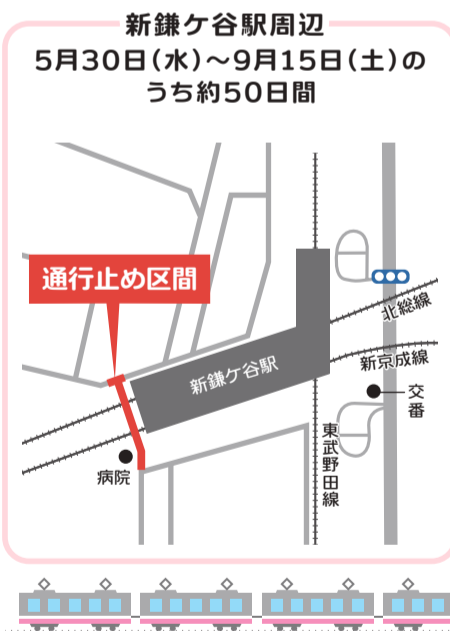 新鎌ケ谷駅周辺
5月30日(水)～9月15日(土)の
うち約50日間
通行止め区間
北総線
新京成線
新鎌ケ谷駅
交番
東武野田線
病院